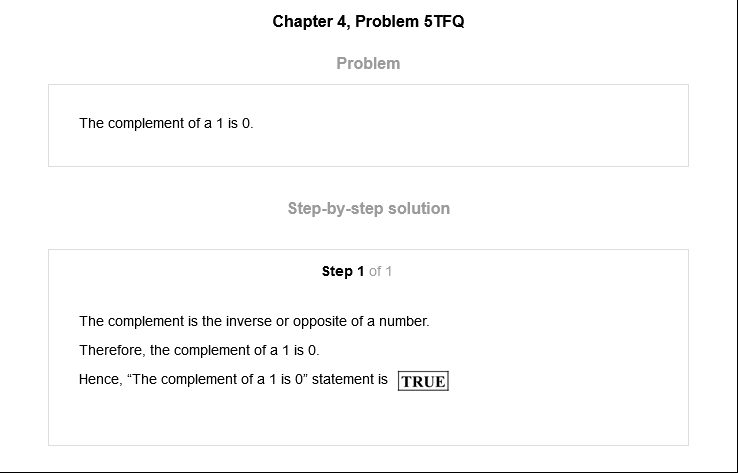 Chapter 4, Problem 5TFQ
Problem
The complement of a 1 is 0.
Step-by-step solution
Step 1 of 1
The complement is the inverse or opposite of a number.
Therefore, the complement of a 1 is 0.
Hence, “The complement of a 1 is 0” statement is TRUE